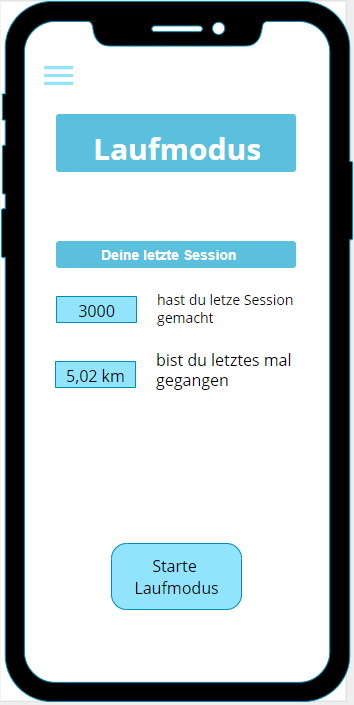 Laufmodus
Deine letzte Session
3000
hast du letze Session
gemacht
5,02 km
bist du letztes mal
gegangen
Starte
Laufmodus